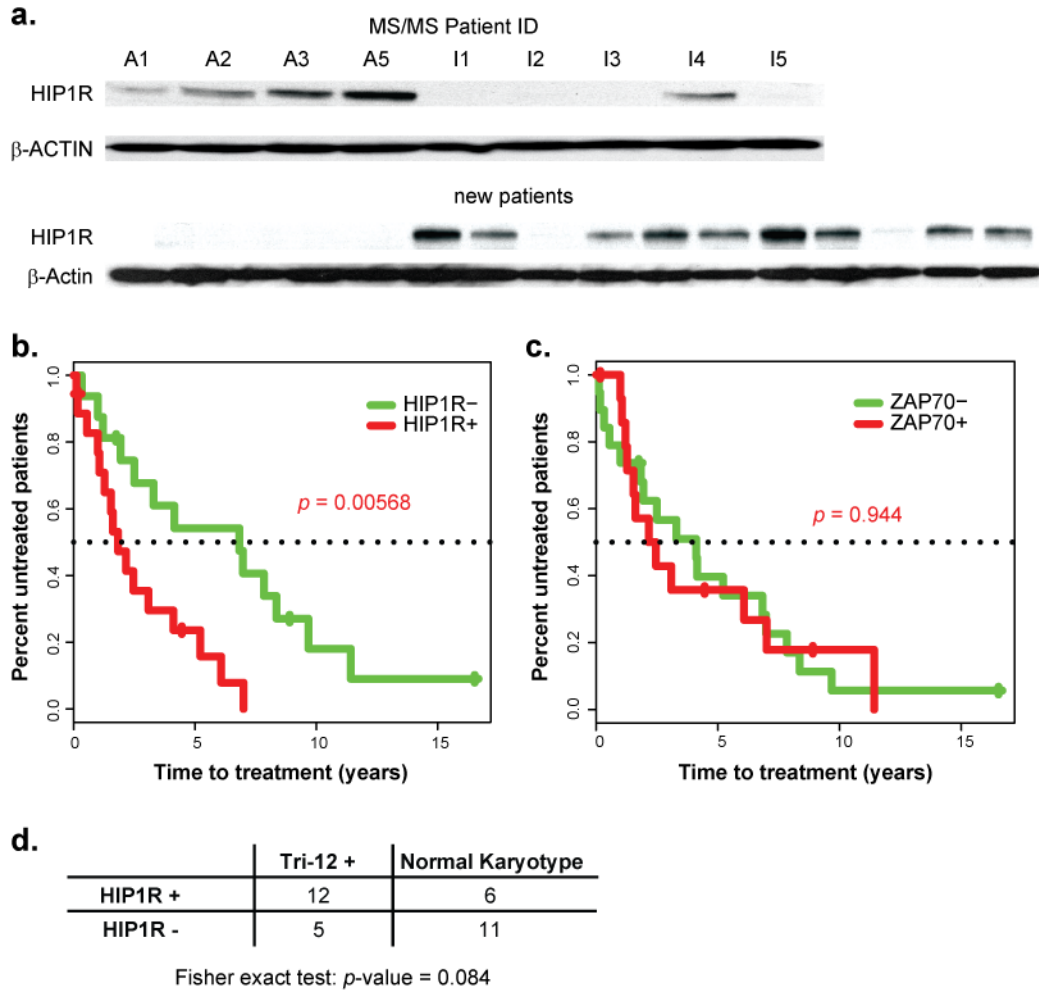 a.
MS/MS Patient ID
A1 A2 A3 A5 I1 I2 I3 I4 I5
HIP1R
β-ACTIN
new patients
HIP1R
β-Actin
b.
Percent untreated patients
1.0
0.8
0.6
0.4
0.2
0.0
HIP1R−
HIP1R+
p = 0.00568
0 5 10 15
Time to treatment (years)
c.
Percent untreated patients
1.0
0.8
0.6
0.4
0.2
0.0
ZAP70−
ZAP70+
p = 0.944
0 5 10 15
Time to treatment (years)
d.
Tri-12 + Normal Karyotype
HIP1R + 12 6
HIP1R - 5 11
Fisher exact test: p-value = 0.084